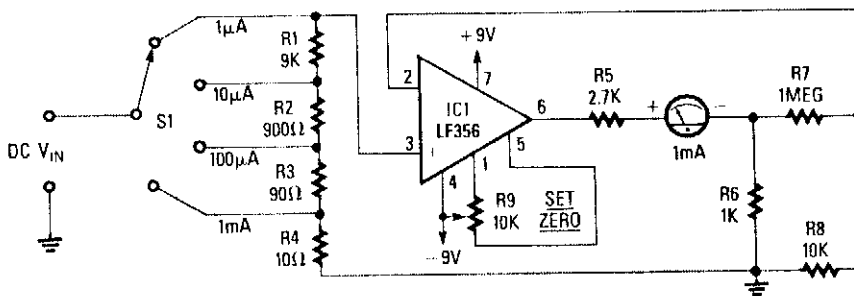 1μA
R1
9K
10μA
R2
900Ω
S1
100μA
R3
90Ω
1mA
R4
10Ω
DC VIN
+9V
2
7
IC1
LF356
6
3
+
5
1
4
-9V
R9
10K
SET
ZERO
R5
2.7K
+
-
1mA
R7
1MEG
R6
1K
R8
10K